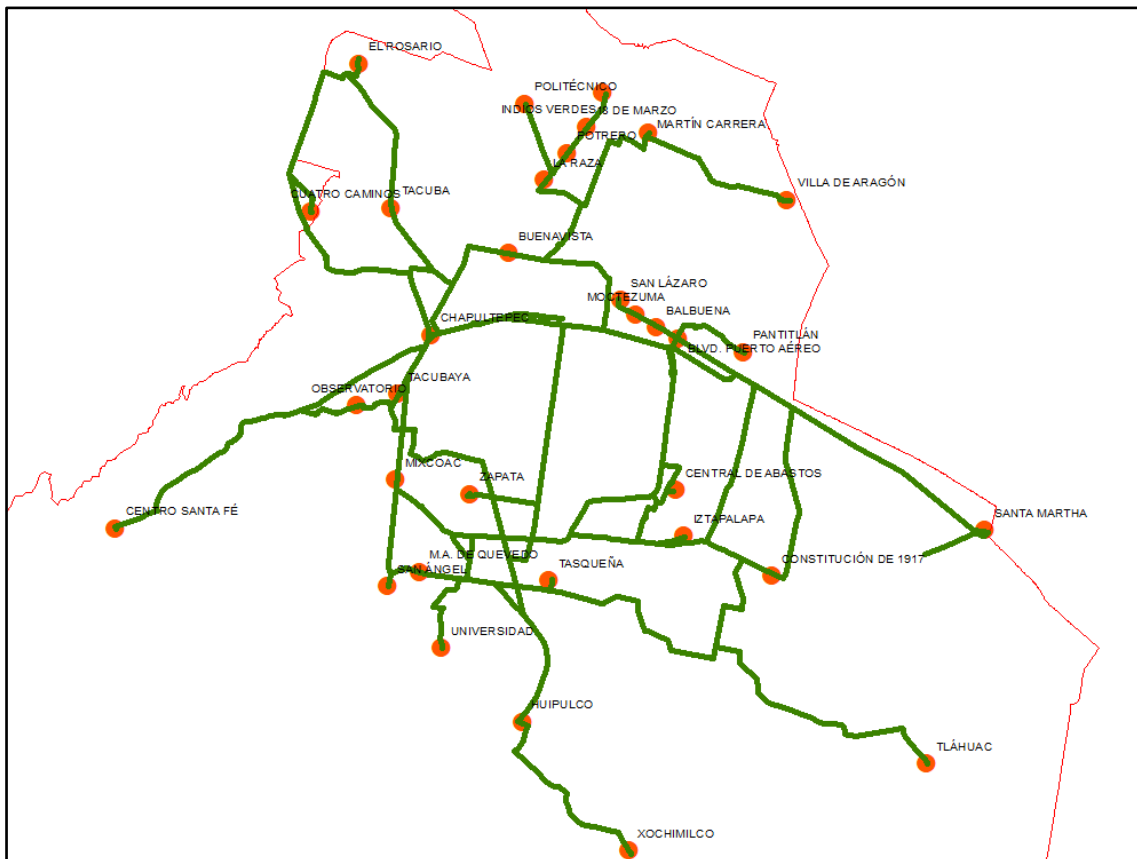 EL ROSARIO
POLITÉCNICO
INDIOS VERDES
18 DE MARZO
POTRERO
MARTÍN CARRERA
LA RAZA
VILLA DE ARAGÓN
CUATRO CAMINOS
TACUBA
BUENAVISTA
SAN LÁZARO
MOCTEZUMA
BALBUENA
CHAPULTEPEC
PANTITLÁN
BLVD. PUERTO AÉREO
OBSERVATORIO
TACUBAYA
MIXCOAC
ZAPATA
CENTRAL DE ABASTOS
CENTRO SANTA FÉ
IZTAPALAPA
SANTA MARTHA
M.A. DE QUEVEDO
SAN ÁNGEL
TASQUEÑA
CONSTITUCIÓN DE 1917
UNIVERSIDAD
HUIPULCO
TLÁHUAC
XOCHIMILCO